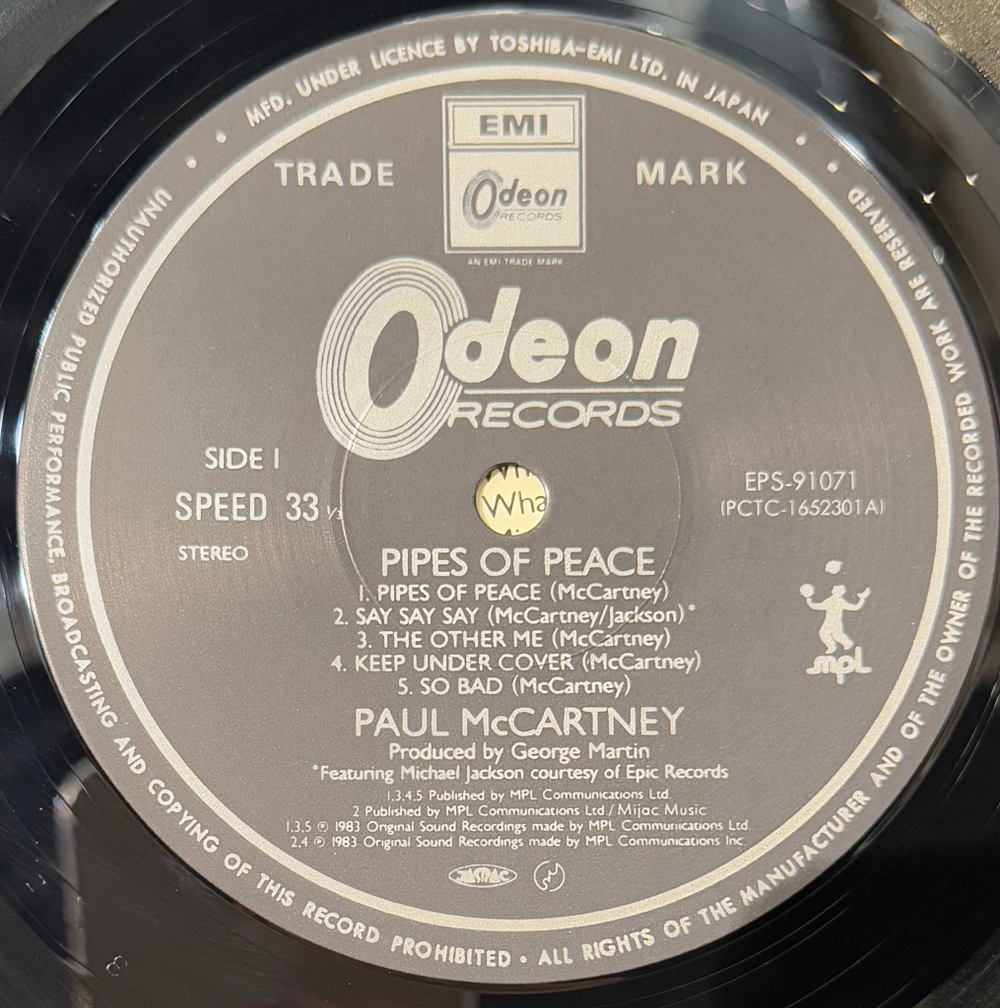 MFD. UNDER LICENCE BY TOSHIBA-EMI LTD. IN JAPAN
EMI
TRADE MARK
Odeon
RECORDS
AN EMI TRADE MARK
Odeon
RECORDS
SIDE 1
SPEED 33 1/3
STEREO
EPS-91071
(PCTC-1652301A)
Wha
PIPES OF PEACE
1. PIPES OF PEACE (McCartney)
2. SAY SAY SAY (McCartney/Jackson)*
3. THE OTHER ME (McCartney)
4. KEEP UNDER COVER (McCartney)
5. SO BAD (McCartney)
mpl
PAUL McCARTNEY
Produced by George Martin
*Featuring Michael Jackson courtesy of Epic Records
1,3,4,5 Published by MPL Communications Ltd.
2 Published by MPL Communications Ltd/Mijac Music
1,3,5 ℗ 1983 Original Sound Recordings made by MPL Communications Ltd.
2,4 ℗ 1983 Original Sound Recordings made by MPL Communications Inc.
JASRAC
UNAUTHORIZED PUBLIC PERFORMANCE, BROADCASTING AND COPYING OF THIS RECORD PROHIBITED • ALL RIGHTS OF THE MANUFACTURER AND OF THE OWNER OF THE RECORDED WORK ARE RESERVED